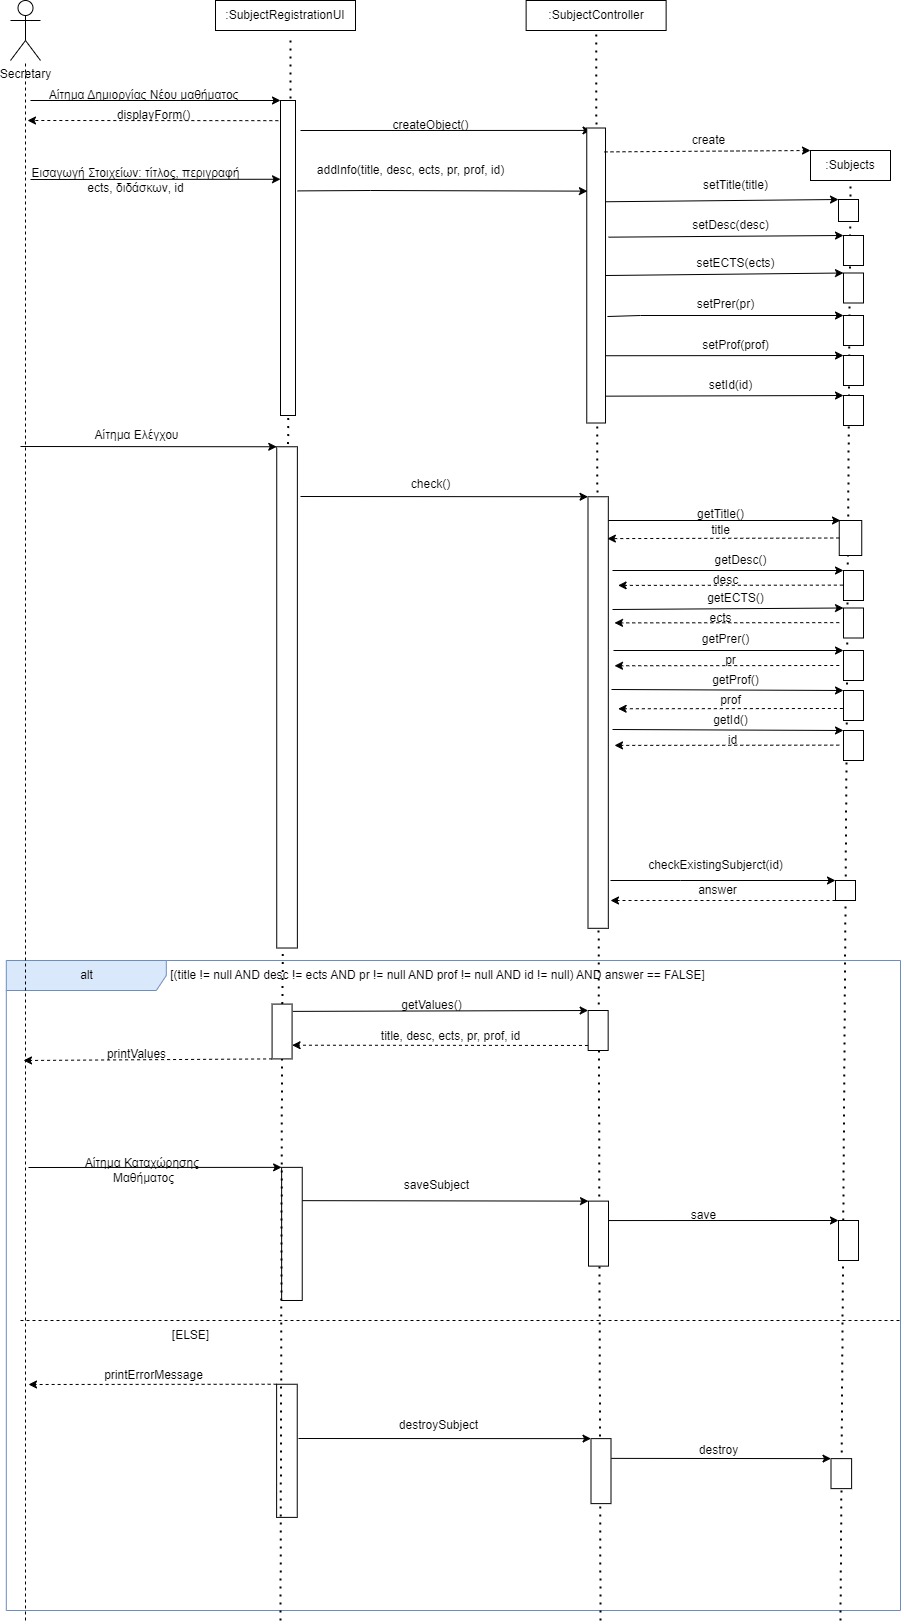 :SubjectRegistrationUI
:SubjectController
Secretary
Αίτημα Δημιοργίας Νέου μαθήματος
displayForm()
createObject()
create
:Subjects
Εισαγωγή Στοιχείων: τίτλος, περιγραφή
ects, διδάσκων, id
addInfo(title, desc, ects, pr, prof, id)
setTitle(title)
setDesc(desc)
setECTS(ects)
setPrer(pr)
setProf(prof)
setId(id)
Αίτημα Ελέγχου
check()
getTitle()
title
getDesc()
desc
getECTS()
ects
getPrer()
pr
getProf()
prof
getId()
id
checkExistingSubjerct(id)
answer
alt
[(title != null AND desc != ects AND pr != null AND prof != null AND id != null) AND answer == FALSE]
getValues()
title, desc, ects, pr, prof, id
printValues
Αίτημα Καταχώρησης
Μαθήματος
saveSubject
save
[ELSE]
printErrorMessage
destroySubject
destroy